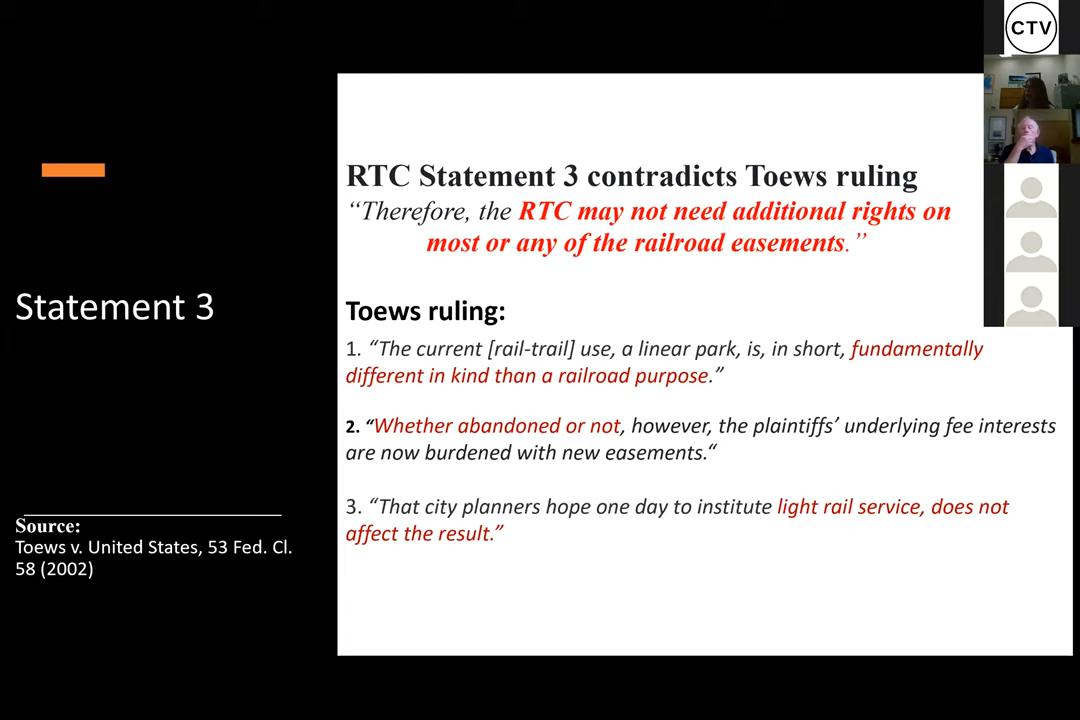 CTV
RTC Statement 3 contradicts Toews ruling
“Therefore, the RTC may not need additional rights on
most or any of the railroad easements.”
Statement 3
Toews ruling:
1. “The current [rail-trail] use, a linear park, is, in short, fundamentally
different in kind than a railroad purpose.”
2. “Whether abandoned or not, however, the plaintiffs’ underlying fee interests
are now burdened with new easements.“
3. “That city planners hope one day to institute light rail service, does not
affect the result.”
Source:
Toews v. United States, 53 Fed. Cl.
58 (2002)